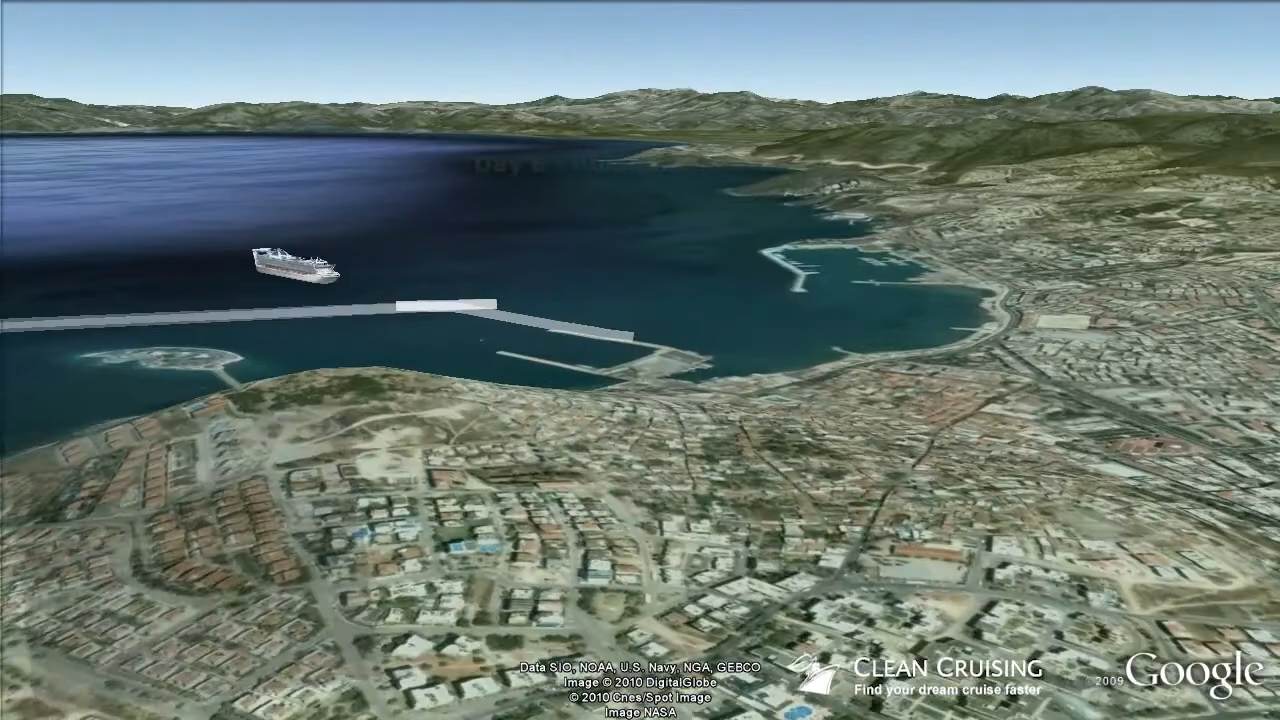 Data SIO, NOAA, U.S. Navy, NGA, GEBCO
Image © 2010 DigitalGlobe
© 2010 Cnes/Spot Image
Image NASA
CLEAN CRUISING
Find your dream cruise faster
2009 Google